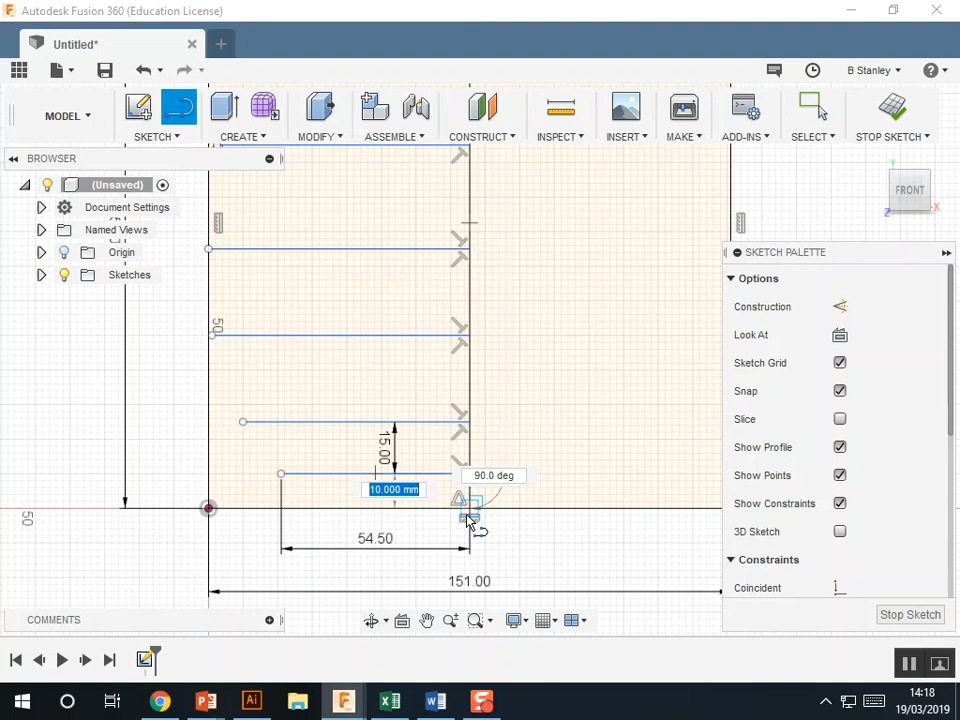 Autodesk Fusion 360 (Education License)
Untitled*
B Stanley
MODEL
SKETCH
CREATE
MODIFY
ASSEMBLE
CONSTRUCT
INSPECT
INSERT
MAKE
ADD-INS
SELECT
STOP SKETCH
BROWSER
(Unsaved)
Document Settings
Named Views
Origin
Sketches
FRONT
Y
X
Z
SKETCH PALETTE
Options
Construction
Look At
Sketch Grid
Snap
Slice
Show Profile
Show Points
Show Constraints
3D Sketch
Constraints
Coincident
Stop Sketch
50
15.00
90.0 deg
10.000 mm
50
54.50
151.00
COMMENTS
14:18
19/03/2019